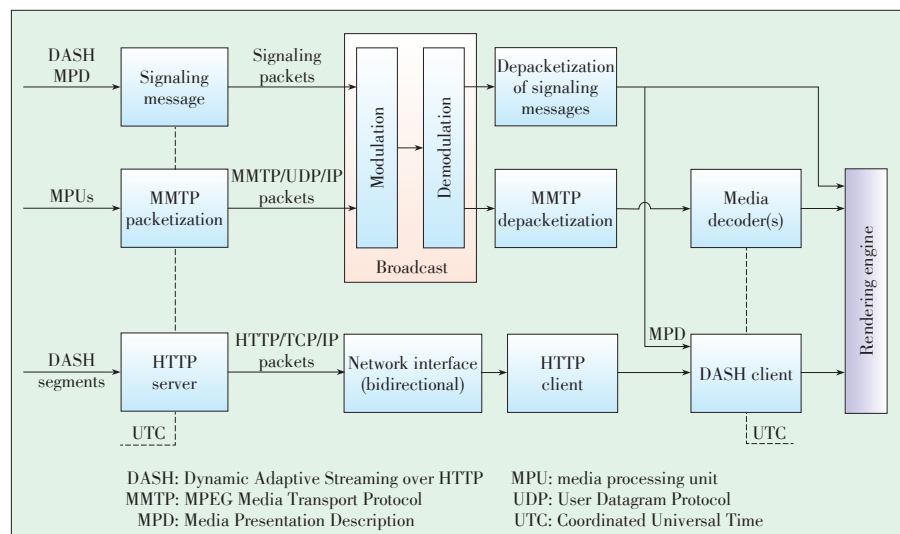 DASH
MPD
Signaling
message
Signaling
packets
Modulation
Demodulation
Broadcast
Depacketization
of signaling
messages
MPUs
MMTP
packetization
MMTP/UDP/IP
packets
MMTP
depacketization
Media
decoder(s)
Rendering engine
DASH
segments
HTTP
server
HTTP/TCP/IP
packets
Network interface
(bidirectional)
HTTP
client
MPD
DASH client
UTC
UTC
DASH: Dynamic Adaptive Streaming over HTTP
MMTP: MPEG Media Transport Protocol
MPD: Media Presentation Description
MPU: media processing unit
UDP: User Datagram Protocol
UTC: Coordinated Universal Time